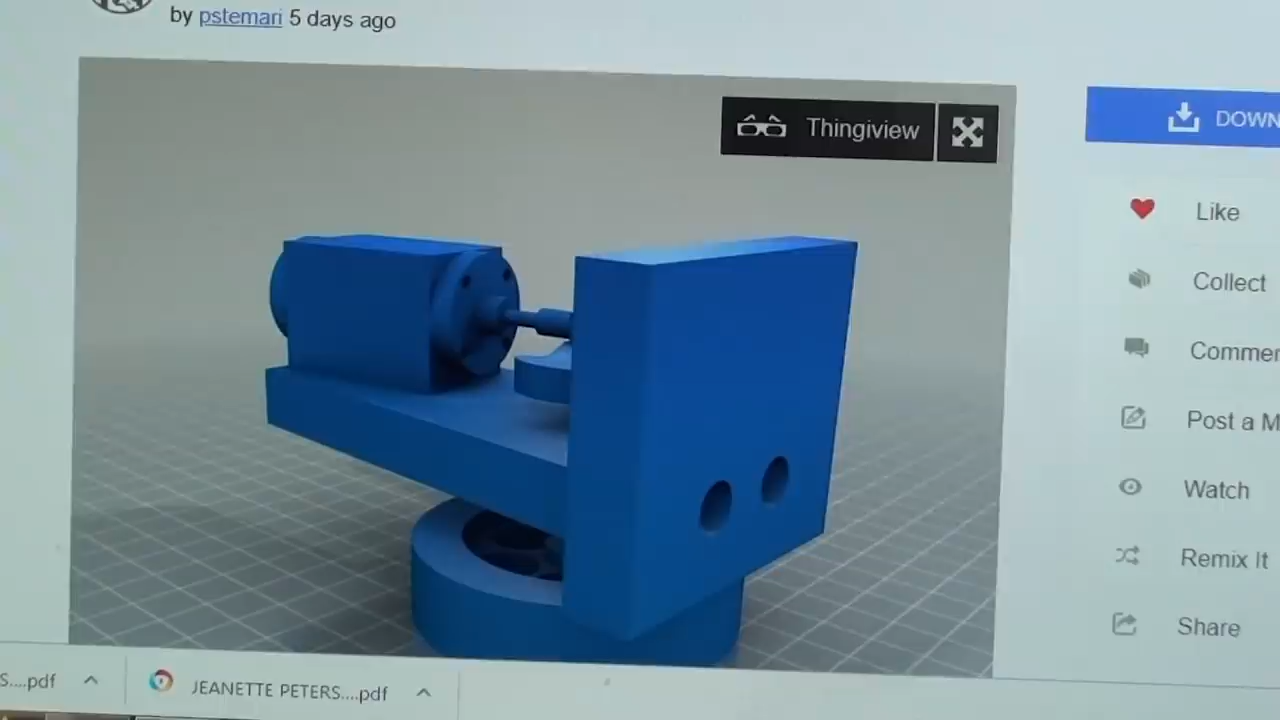 by pstemari 5 days ago
Thingiview
DOWN
Like
Collect
Commen
Post a M
Watch
Remix It
Share
S....pdf
JEANETTE PETERS....pdf